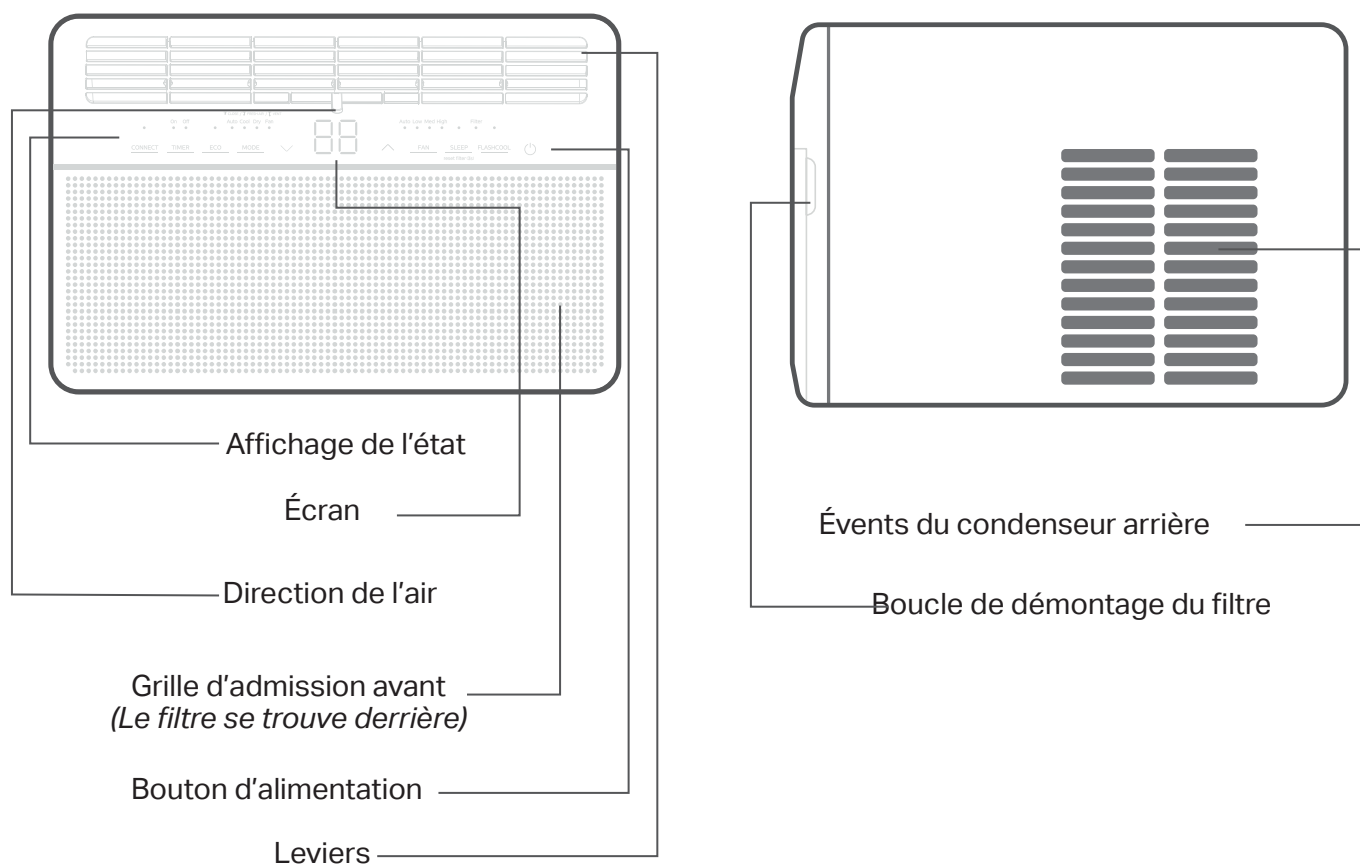 On Off
Auto Cool Dry Fan
Auto Low Med High
Filter
CONNECT TIMER ECO MODE
88
FAN SLEEP FLASHCOOL
Affichage de l'état
Écran
Direction de l'air
Grille d'admission avant
(Le filtre se trouve derrière)
Bouton d'alimentation
Leviers
Évents du condenseur arrière
Boucle de démontage du filtre